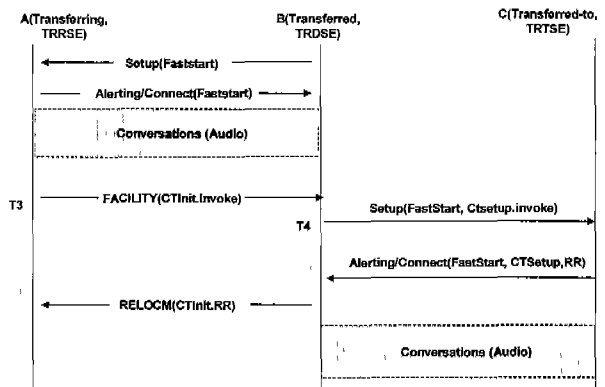 A(Transferring,
TRRSE)
B(Transferred,
TRDSE)
C(Transferred-to,
TRTSE)
Setup(Faststart)
Alerting/Connect(Faststart)
Conversations (Audio)
T3
FACILITY(CTInit.Invoke)
T4
Setup(FastStart, Ctsetup.invoke)
Alerting/Connect(FastStart, CTSetup,RR)
RELOCM(CTInit.RR)
Conversations (Audio)